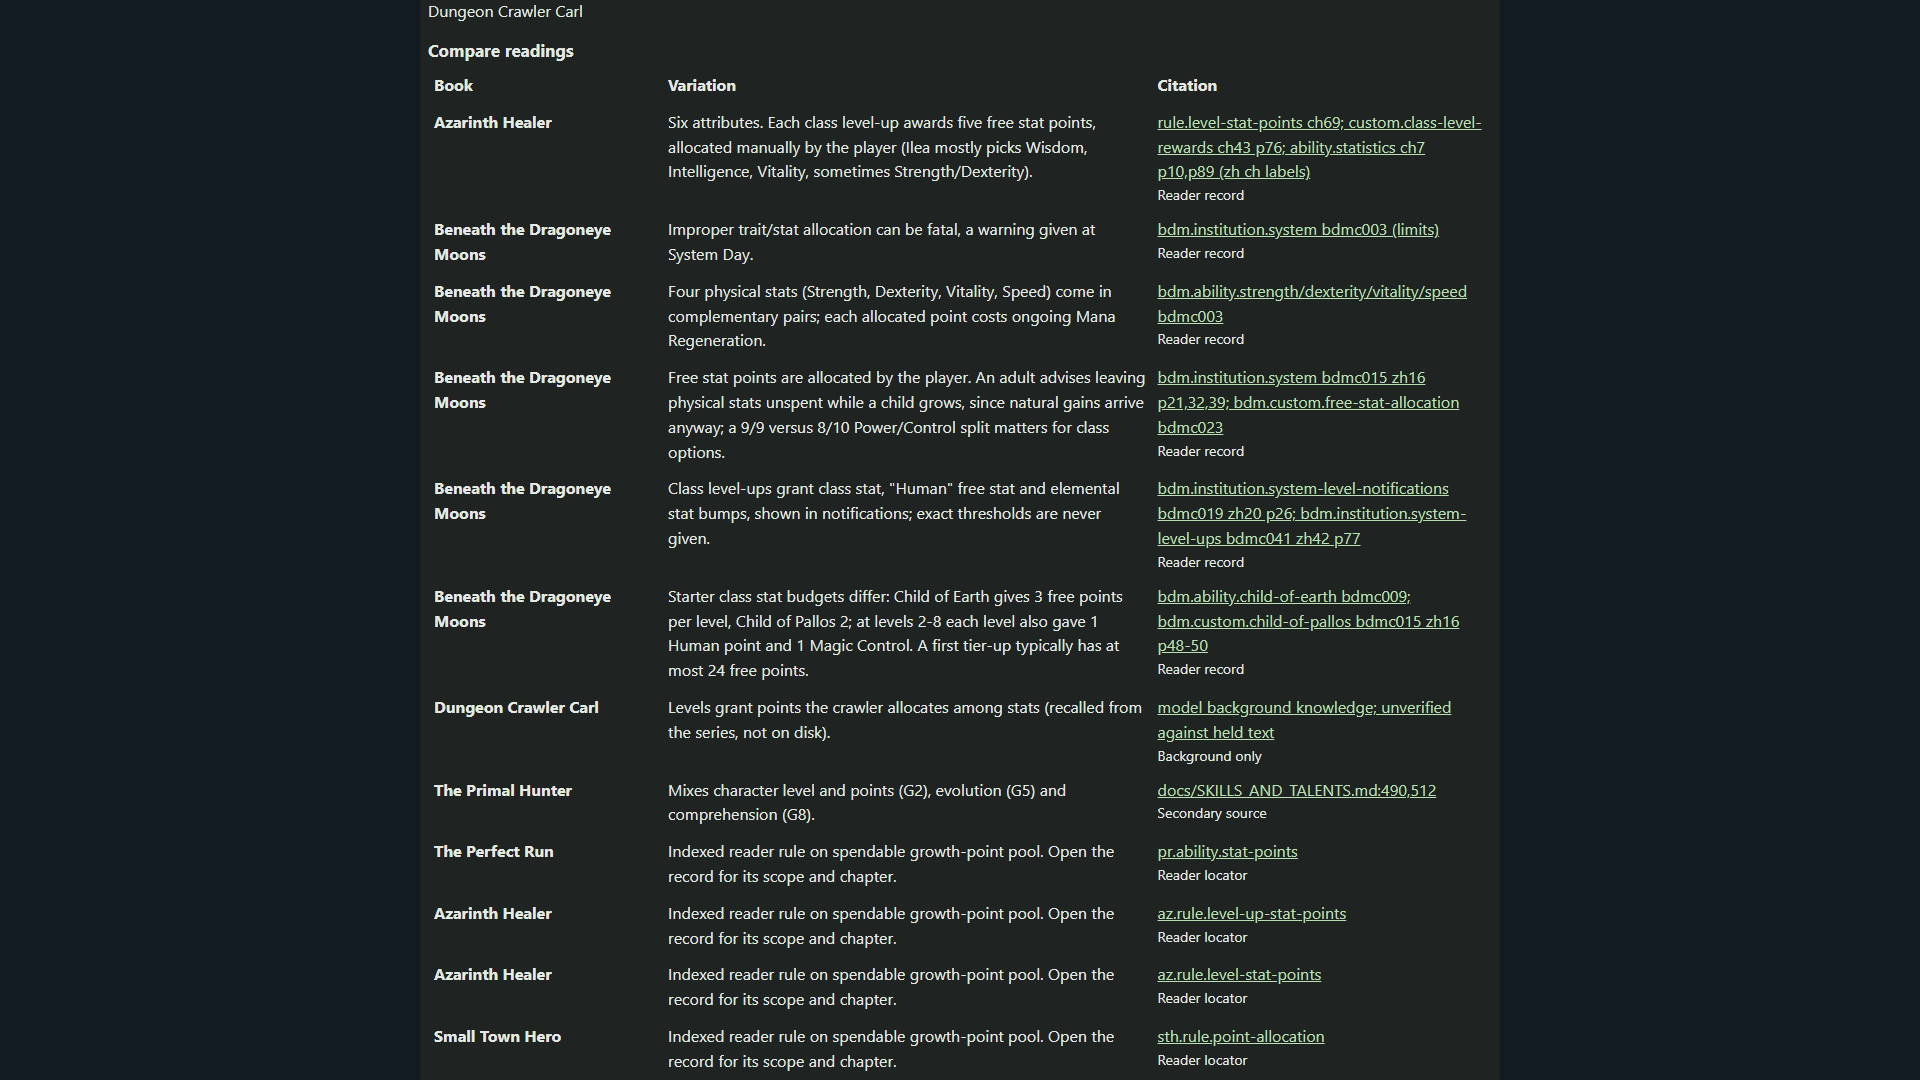 Dungeon Crawler Carl
Compare readings
Book Variation Citation
Azarinth Healer
Six attributes. Each class level-up awards five free stat points,
allocated manually by the player (Ilea mostly picks Wisdom,
Intelligence, Vitality, sometimes Strength/Dexterity).
rule.level-stat-points ch69; custom.class-level-
rewards ch43 p76; ability.statistics ch7
p10,p89 (zh ch labels)
Reader record
Beneath the Dragoneye
Moons
Improper trait/stat allocation can be fatal, a warning given at
System Day.
bdm.institution.system bdmc003 (limits)
Reader record
Beneath the Dragoneye
Moons
Four physical stats (Strength, Dexterity, Vitality, Speed) come in
complementary pairs; each allocated point costs ongoing Mana
Regeneration.
bdm.ability.strength/dexterity/vitality/speed
bdmc003
Reader record
Beneath the Dragoneye
Moons
Free stat points are allocated by the player. An adult advises leaving
physical stats unspent while a child grows, since natural gains arrive
anyway; a 9/9 versus 8/10 Power/Control split matters for class
options.
bdm.institution.system bdmc015 zh16
p21,32,39; bdm.custom.free-stat-allocation
bdmc023
Reader record
Beneath the Dragoneye
Moons
Class level-ups grant class stat, "Human" free stat and elemental
stat bumps, shown in notifications; exact thresholds are never
given.
bdm.institution.system-level-notifications
bdmc019 zh20 p26; bdm.institution.system-
level-ups bdmc041 zh42 p77
Reader record
Beneath the Dragoneye
Moons
Starter class stat budgets differ: Child of Earth gives 3 free points
per level, Child of Pallos 2; at levels 2-8 each level also gave 1
Human point and 1 Magic Control. A first tier-up typically has at
most 24 free points.
bdm.ability.child-of-earth bdmc009;
bdm.custom.child-of-pallos bdmc015 zh16
p48-50
Reader record
Dungeon Crawler Carl
Levels grant points the crawler allocates among stats (recalled from
the series, not on disk).
model background knowledge; unverified
against held text
Background only
The Primal Hunter
Mixes character level and points (G2), evolution (G5) and
comprehension (G8).
docs/SKILLS_AND_TALENTS.md:490,512
Secondary source
The Perfect Run
Indexed reader rule on spendable growth-point pool. Open the
record for its scope and chapter.
pr.ability.stat-points
Reader locator
Azarinth Healer
Indexed reader rule on spendable growth-point pool. Open the
record for its scope and chapter.
az.rule.level-up-stat-points
Reader locator
Azarinth Healer
Indexed reader rule on spendable growth-point pool. Open the
record for its scope and chapter.
az.rule.level-stat-points
Reader locator
Small Town Hero
Indexed reader rule on spendable growth-point pool. Open the
record for its scope and chapter.
sth.rule.point-allocation
Reader locator